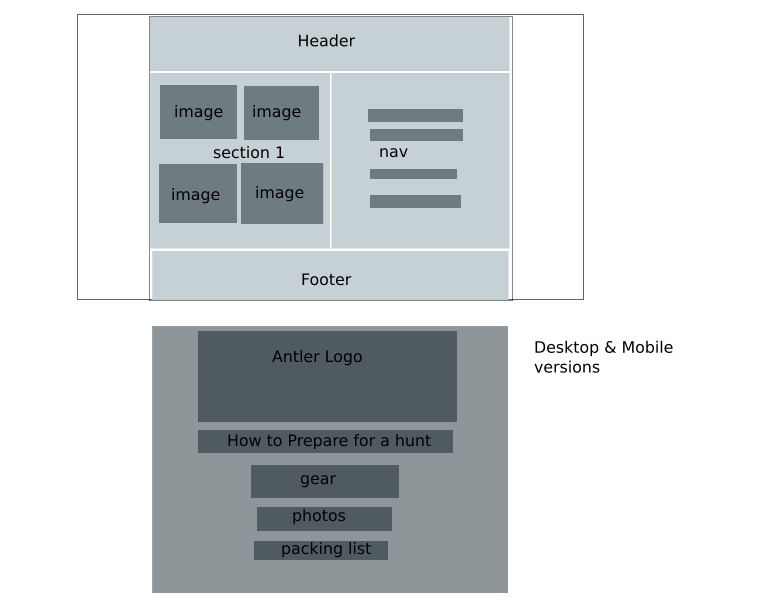 Header
image image
section 1
nav
image image
Footer
Antler Logo
How to Prepare for a hunt
gear
photos
packing list
Desktop & Mobile
versions